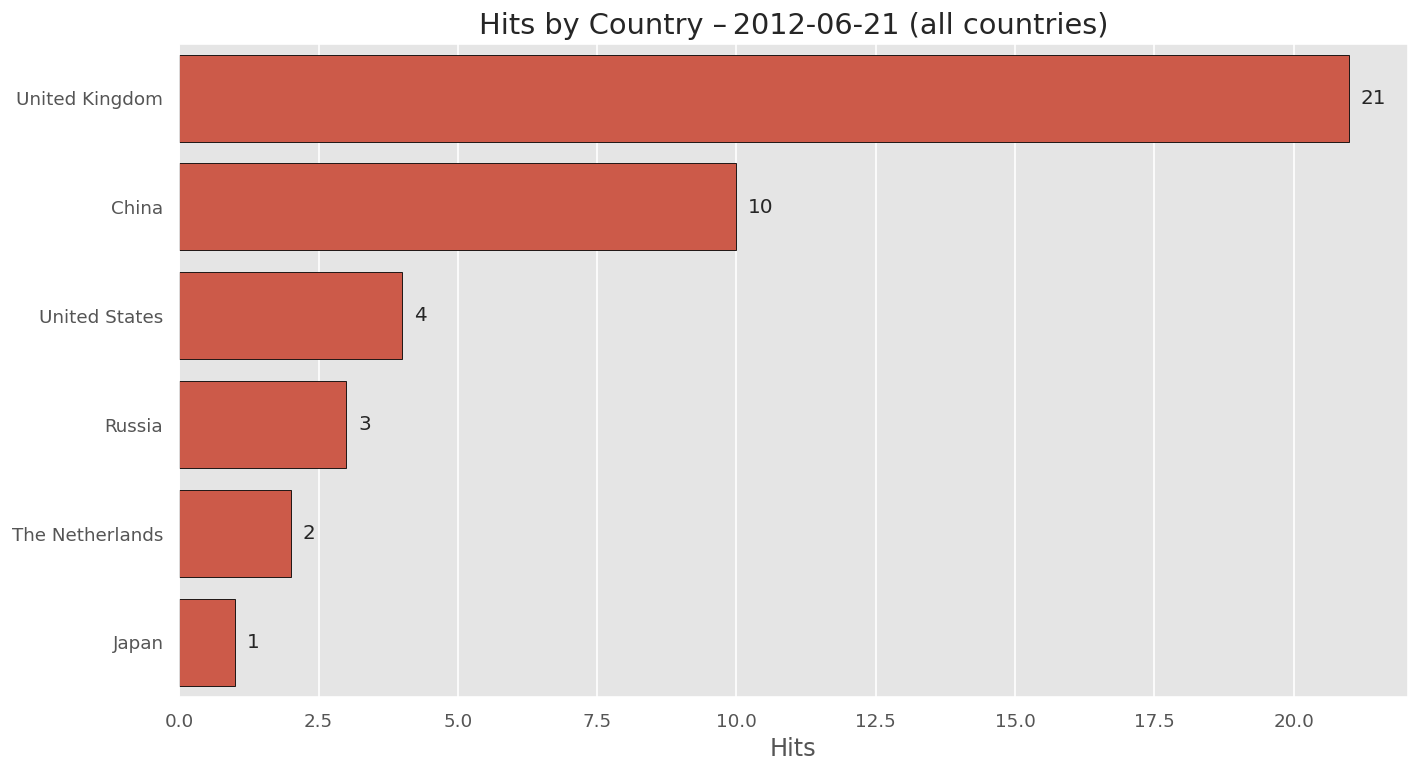 Hits by Country – 2012-06-21 (all countries)
United Kingdom
21
China
10
United States
4
Russia
3
The Netherlands
2
Japan
1
0.0 2.5 5.0 7.5 10.0 12.5 15.0 17.5 20.0
Hits